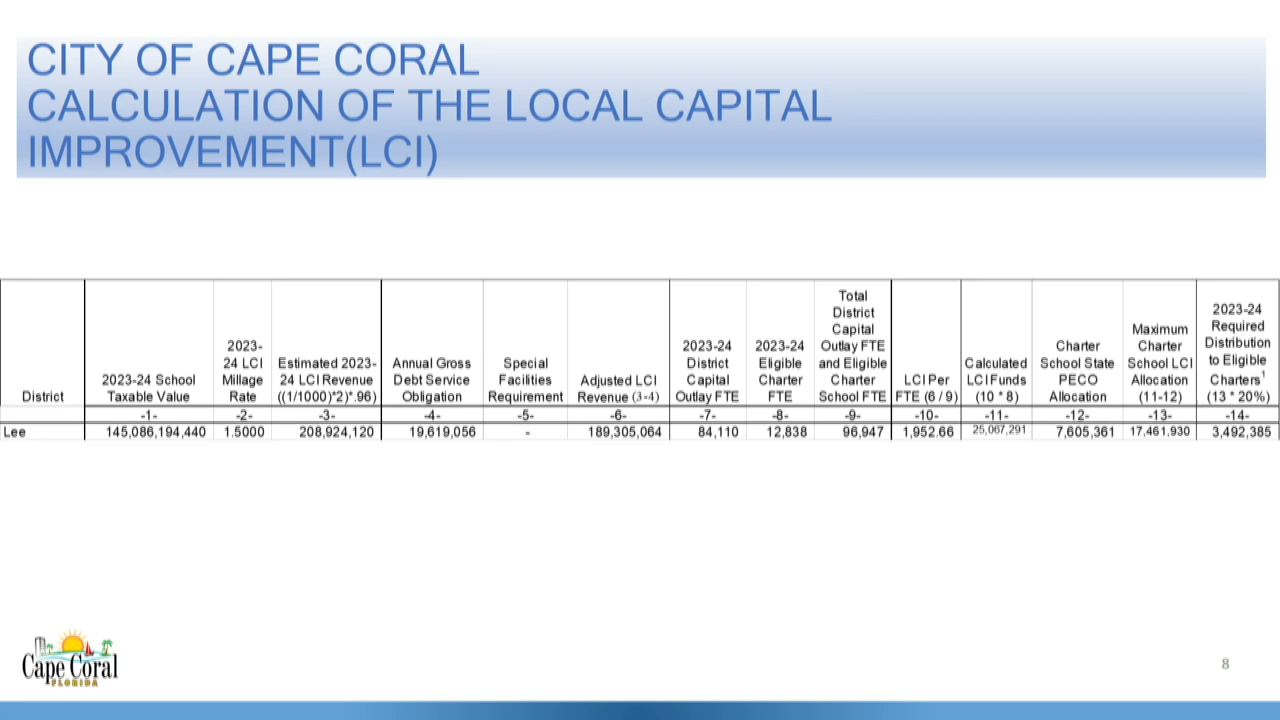 CITY OF CAPE CORAL
CALCULATION OF THE LOCAL CAPITAL
IMPROVEMENT(LCI)
District
2023-24 School
Taxable Value
2023-
24 LCI
Millage
Rate
Estimated 2023-
24 LCI Revenue
((1/1000)*2)*.96)
Annual Gross
Debt Service
Obligation
Special
Facilities
Requirement
Adjusted LCI
Revenue (3-4)
2023-24
District
Capital
Outlay FTE
2023-24
Eligible
Charter
FTE
Total
District
Capital
Outlay FTE
and Eligible
Charter
School FTE
LCI Per
FTE (6 / 9)
Calculated
LCI Funds
(10 * 8)
Charter
School State
PECO
Allocation
Maximum
Charter
School LCI
Allocation
(11-12)
2023-24
Required
Distribution
to Eligible
Charters¹
(13 * 20%)
-1- -2- -3- -4- -5- -6- -7- -8- -9- -10- -11- -12- -13- -14-
Lee 145,086,194,440 1.5000 208,924,120 19,619,056 - 189,305,064 84,110 12,838 96,947 1,952.66 25,067,291 7,605,361 17,461,930 3,492,385
Cape Coral
FLORIDA
8